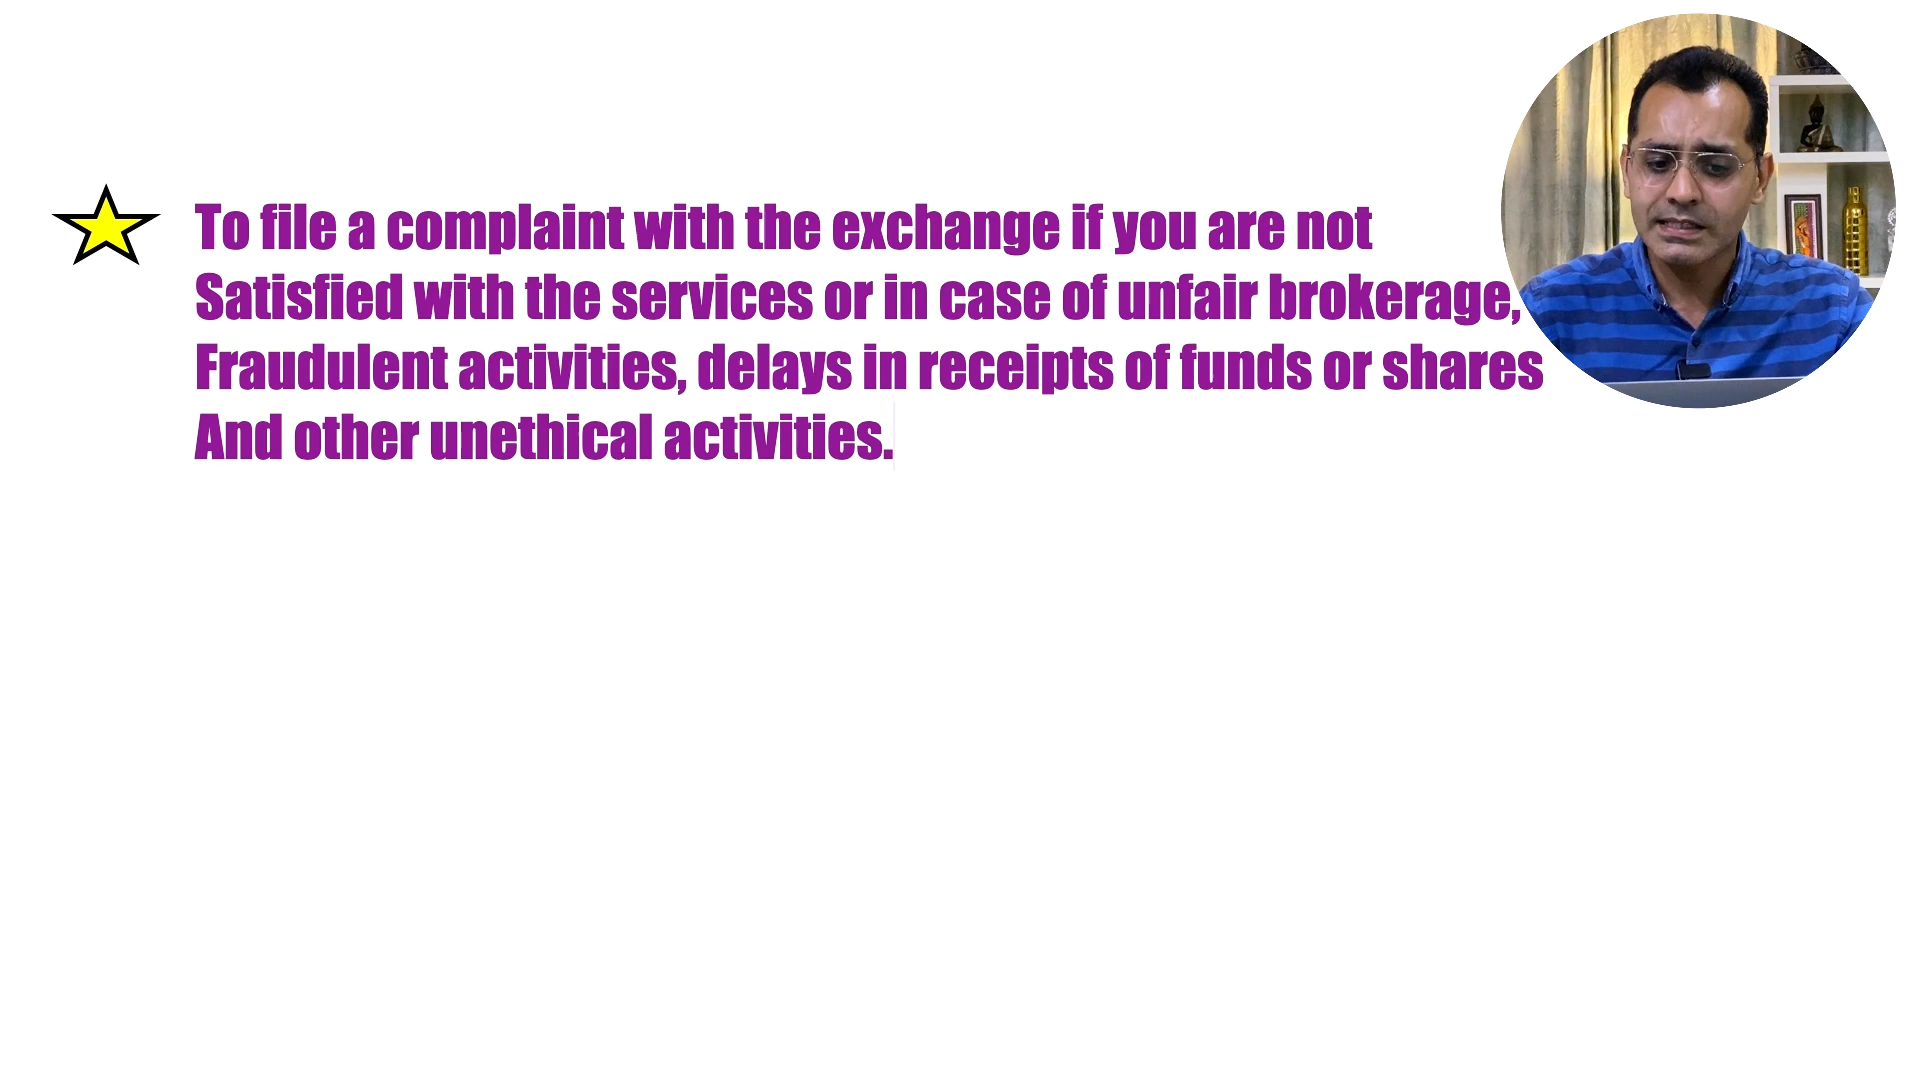 To file a complaint with the exchange if you are not
Satisfied with the services or in case of unfair brokerage,
Fraudulent activities, delays in receipts of funds or shares
And other unethical activities.